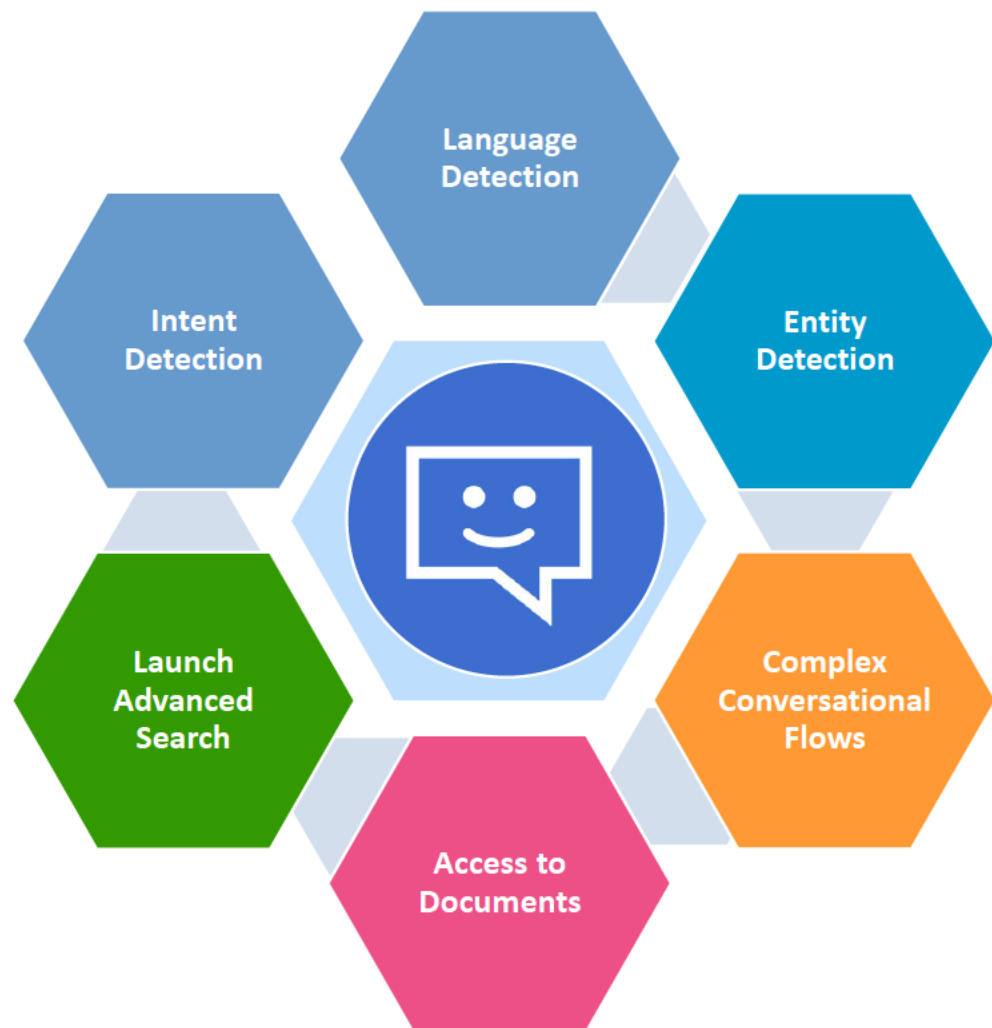 Language
Detection
Intent
Detection
Entity
Detection
Launch
Advanced
Search
Complex
Conversational
Flows
Access to
Documents